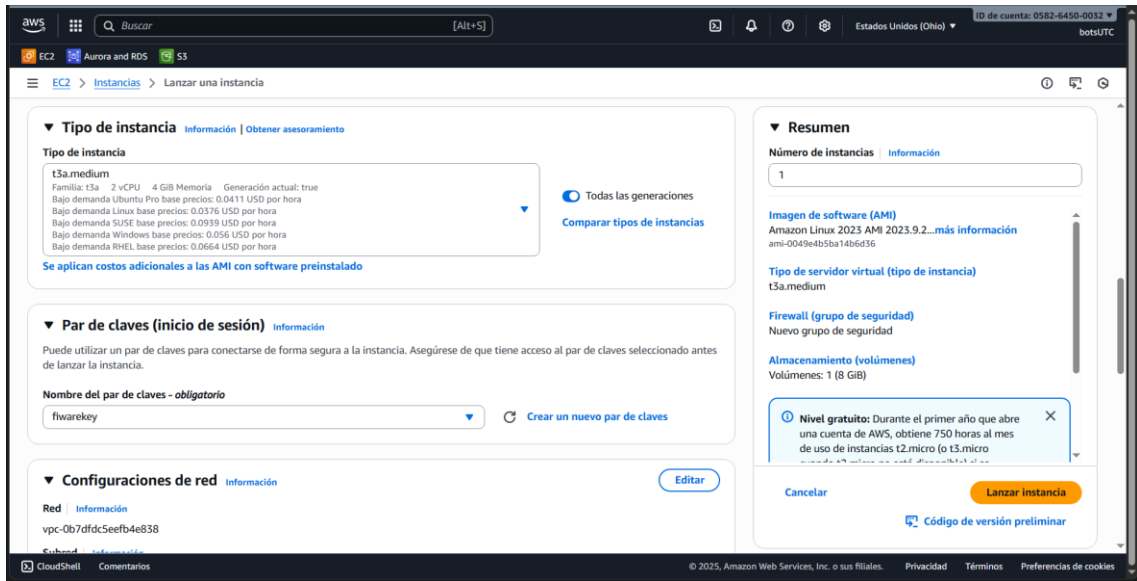 aws
Buscar
[Alt+S]
Estados Unidos (Ohio)
ID de cuenta: 0582-6450-0032
botsUTC
EC2
Aurora and RDS
S3
EC2 > Instancias > Lanzar una instancia
Tipo de instancia Información | Obtener asesoramiento
Tipo de instancia
t3a.medium
Familia: t3a 2 vCPU 4 GiB Memoria Generación actual: true
Bajo demanda Ubuntu Pro base precios: 0.0411 USD por hora
Bajo demanda Linux base precios: 0.0376 USD por hora
Bajo demanda SUSE base precios: 0.0939 USD por hora
Bajo demanda Windows base precios: 0.056 USD por hora
Bajo demanda RHEL base precios: 0.0664 USD por hora
Todas las generaciones
Comparar tipos de instancias
Se aplican costos adicionales a las AMI con software preinstalado
Par de claves (inicio de sesión) Información
Puede utilizar un par de claves para conectarse de forma segura a la instancia. Asegúrese de que tiene acceso al par de claves seleccionado antes
de lanzar la instancia.
Nombre del par de claves - obligatorio
fiwarekey
Crear un nuevo par de claves
Configuraciones de red Información
Editar
Red Información
vpc-0b7dfdc5eefb4e838
Subred Información
Resumen
Número de instancias Información
1
Imagen de software (AMI)
Amazon Linux 2023 AMI 2023.9.2...más información
ami-0049e4b5ba14b6d36
Tipo de servidor virtual (tipo de instancia)
t3a.medium
Firewall (grupo de seguridad)
Nuevo grupo de seguridad
Almacenamiento (volúmenes)
Volúmenes: 1 (8 GiB)
Nivel gratuito: Durante el primer año que abre
una cuenta de AWS, obtiene 750 horas al mes
de uso de instancias t2.micro (o t3.micro
cuando t2.micro no esté disponible) si se
Cancelar
Lanzar instancia
Código de versión preliminar
CloudShell
Comentarios
© 2025, Amazon Web Services, Inc. o sus filiales.
Privacidad
Términos
Preferencias de cookies